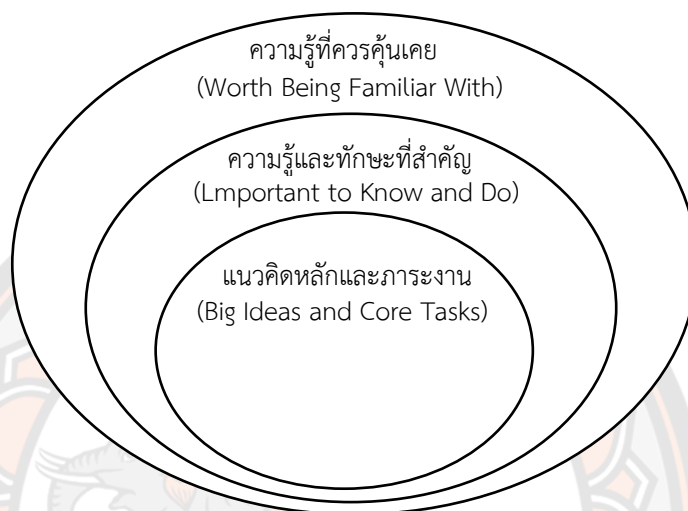 ความรู้ที่ควรคุ้นเคย
(Worth Being Familiar With)
ความรู้และทักษะที่สำคัญ
(Lmportant to Know and Do)
แนวคิดหลักและภาระงาน
(Big Ideas and Core Tasks)